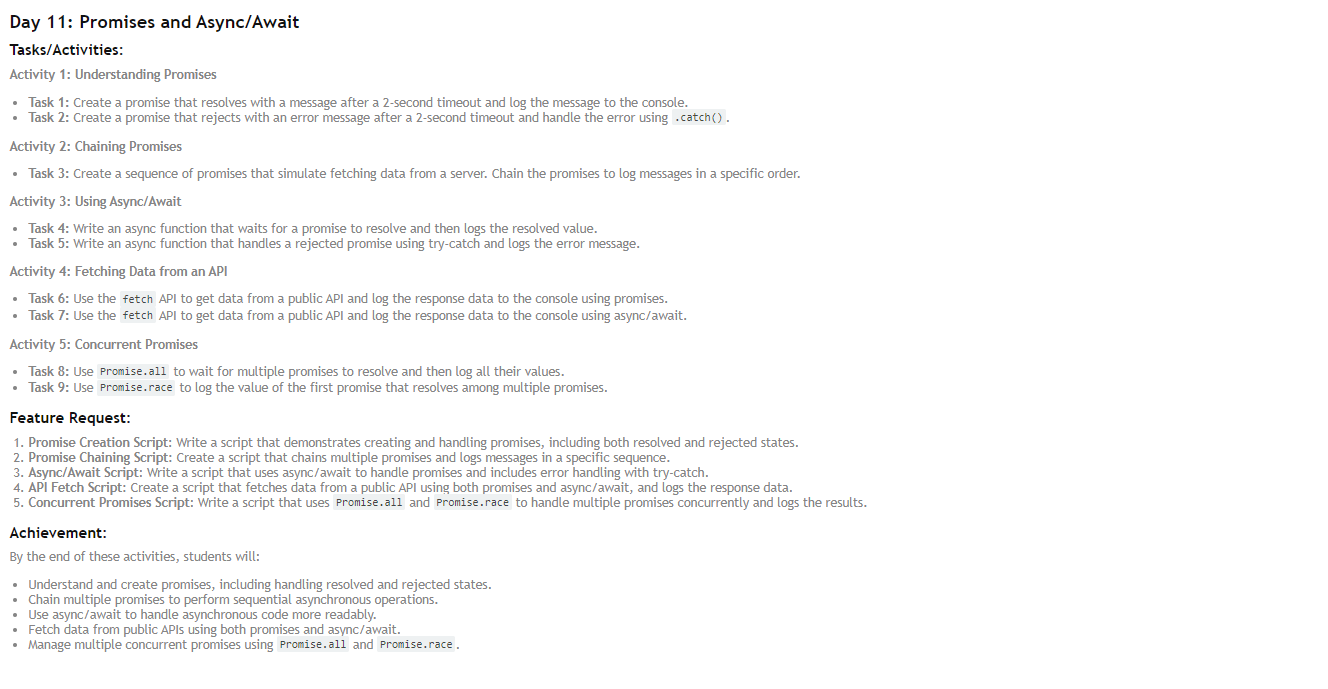 Day 11: Promises and Async/Await
Tasks/Activities:
Activity 1: Understanding Promises
• Task 1: Create a promise that resolves with a message after a 2-second timeout and log the message to the console.
• Task 2: Create a promise that rejects with an error message after a 2-second timeout and handle the error using .catch().
Activity 2: Chaining Promises
• Task 3: Create a sequence of promises that simulate fetching data from a server. Chain the promises to log messages in a specific order.
Activity 3: Using Async/Await
• Task 4: Write an async function that waits for a promise to resolve and then logs the resolved value.
• Task 5: Write an async function that handles a rejected promise using try-catch and logs the error message.
Activity 4: Fetching Data from an API
• Task 6: Use the fetch API to get data from a public API and log the response data to the console using promises.
• Task 7: Use the fetch API to get data from a public API and log the response data to the console using async/await.
Activity 5: Concurrent Promises
• Task 8: Use Promise.all to wait for multiple promises to resolve and then log all their values.
• Task 9: Use Promise.race to log the value of the first promise that resolves among multiple promises.
Feature Request:
1. Promise Creation Script: Write a script that demonstrates creating and handling promises, including both resolved and rejected states.
2. Promise Chaining Script: Create a script that chains multiple promises and logs messages in a specific sequence.
3. Async/Await Script: Write a script that uses async/await to handle promises and includes error handling with try-catch.
4. API Fetch Script: Create a script that fetches data from a public API using both promises and async/await, and logs the response data.
5. Concurrent Promises Script: Write a script that uses Promise.all and Promise.race to handle multiple promises concurrently and logs the results.
Achievement:
By the end of these activities, students will:
• Understand and create promises, including handling resolved and rejected states.
• Chain multiple promises to perform sequential asynchronous operations.
• Use async/await to handle asynchronous code more readably.
• Fetch data from public APIs using both promises and async/await.
• Manage multiple concurrent promises using Promise.all and Promise.race.